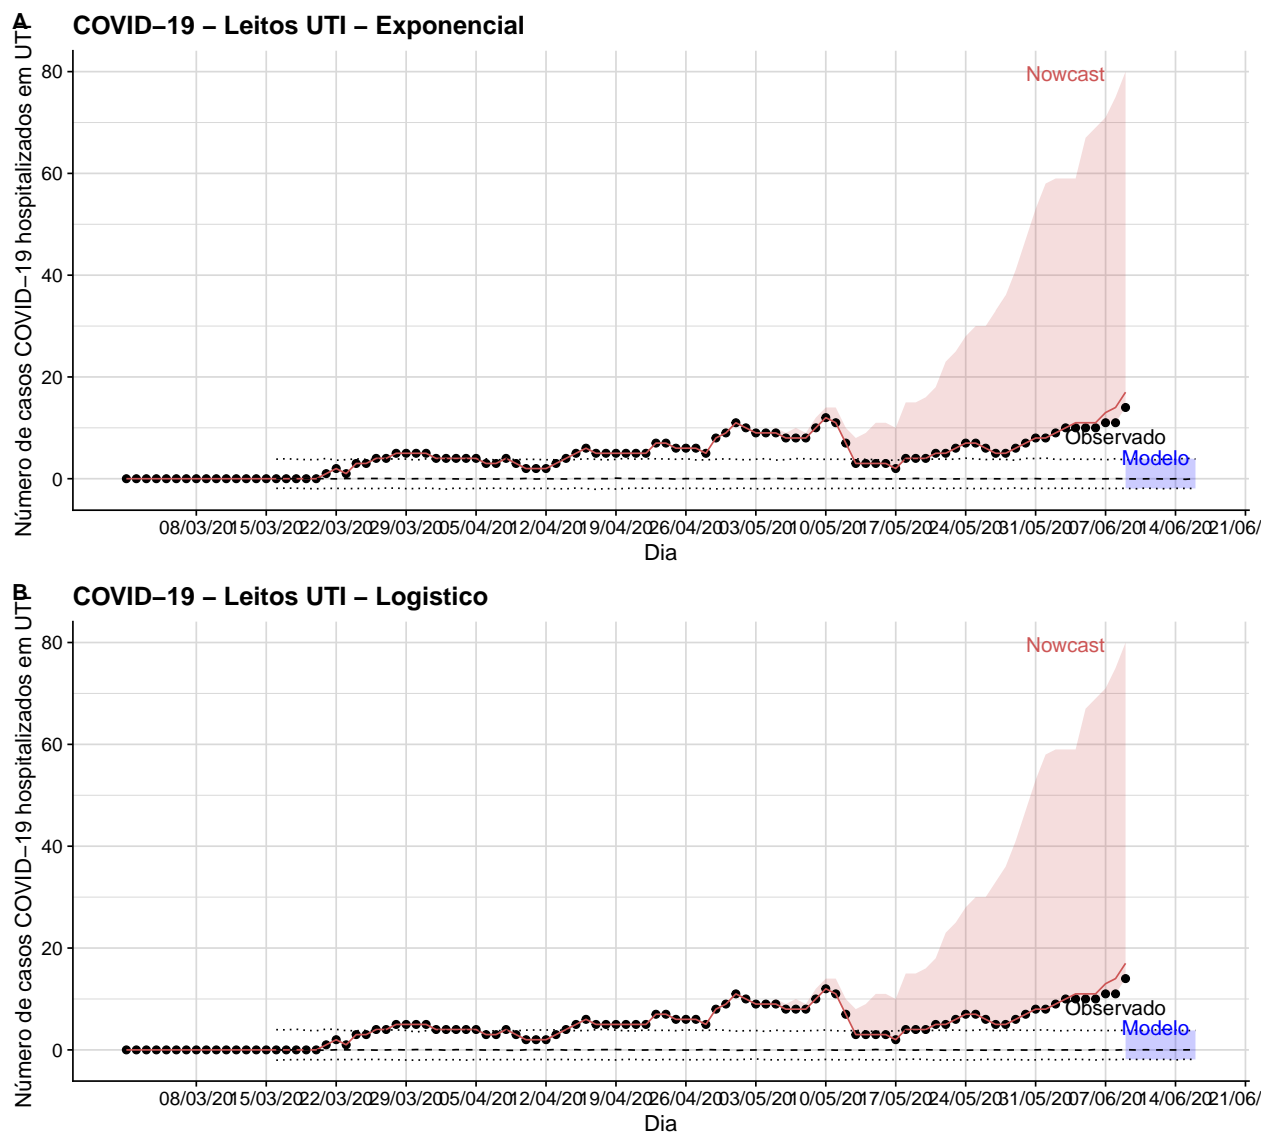 A
COVID–19 – Leitos UTI – Exponencial
Número de casos COVID–19 hospitalizados em UTI
80
60
40
20
0
Nowcast
Observado
Modelo
08/03/20 15/03/20 22/03/20 29/03/20 05/04/20 12/04/20 19/04/20 26/04/20 03/05/20 10/05/20 17/05/20 24/05/20 31/05/20 07/06/20 14/06/20 21/06/
Dia
B
COVID–19 – Leitos UTI – Logistico
Número de casos COVID–19 hospitalizados em UTI
80
60
40
20
0
Nowcast
Observado
Modelo
08/03/20 15/03/20 22/03/20 29/03/20 05/04/20 12/04/20 19/04/20 26/04/20 03/05/20 10/05/20 17/05/20 24/05/20 31/05/20 07/06/20 14/06/20 21/06/
Dia